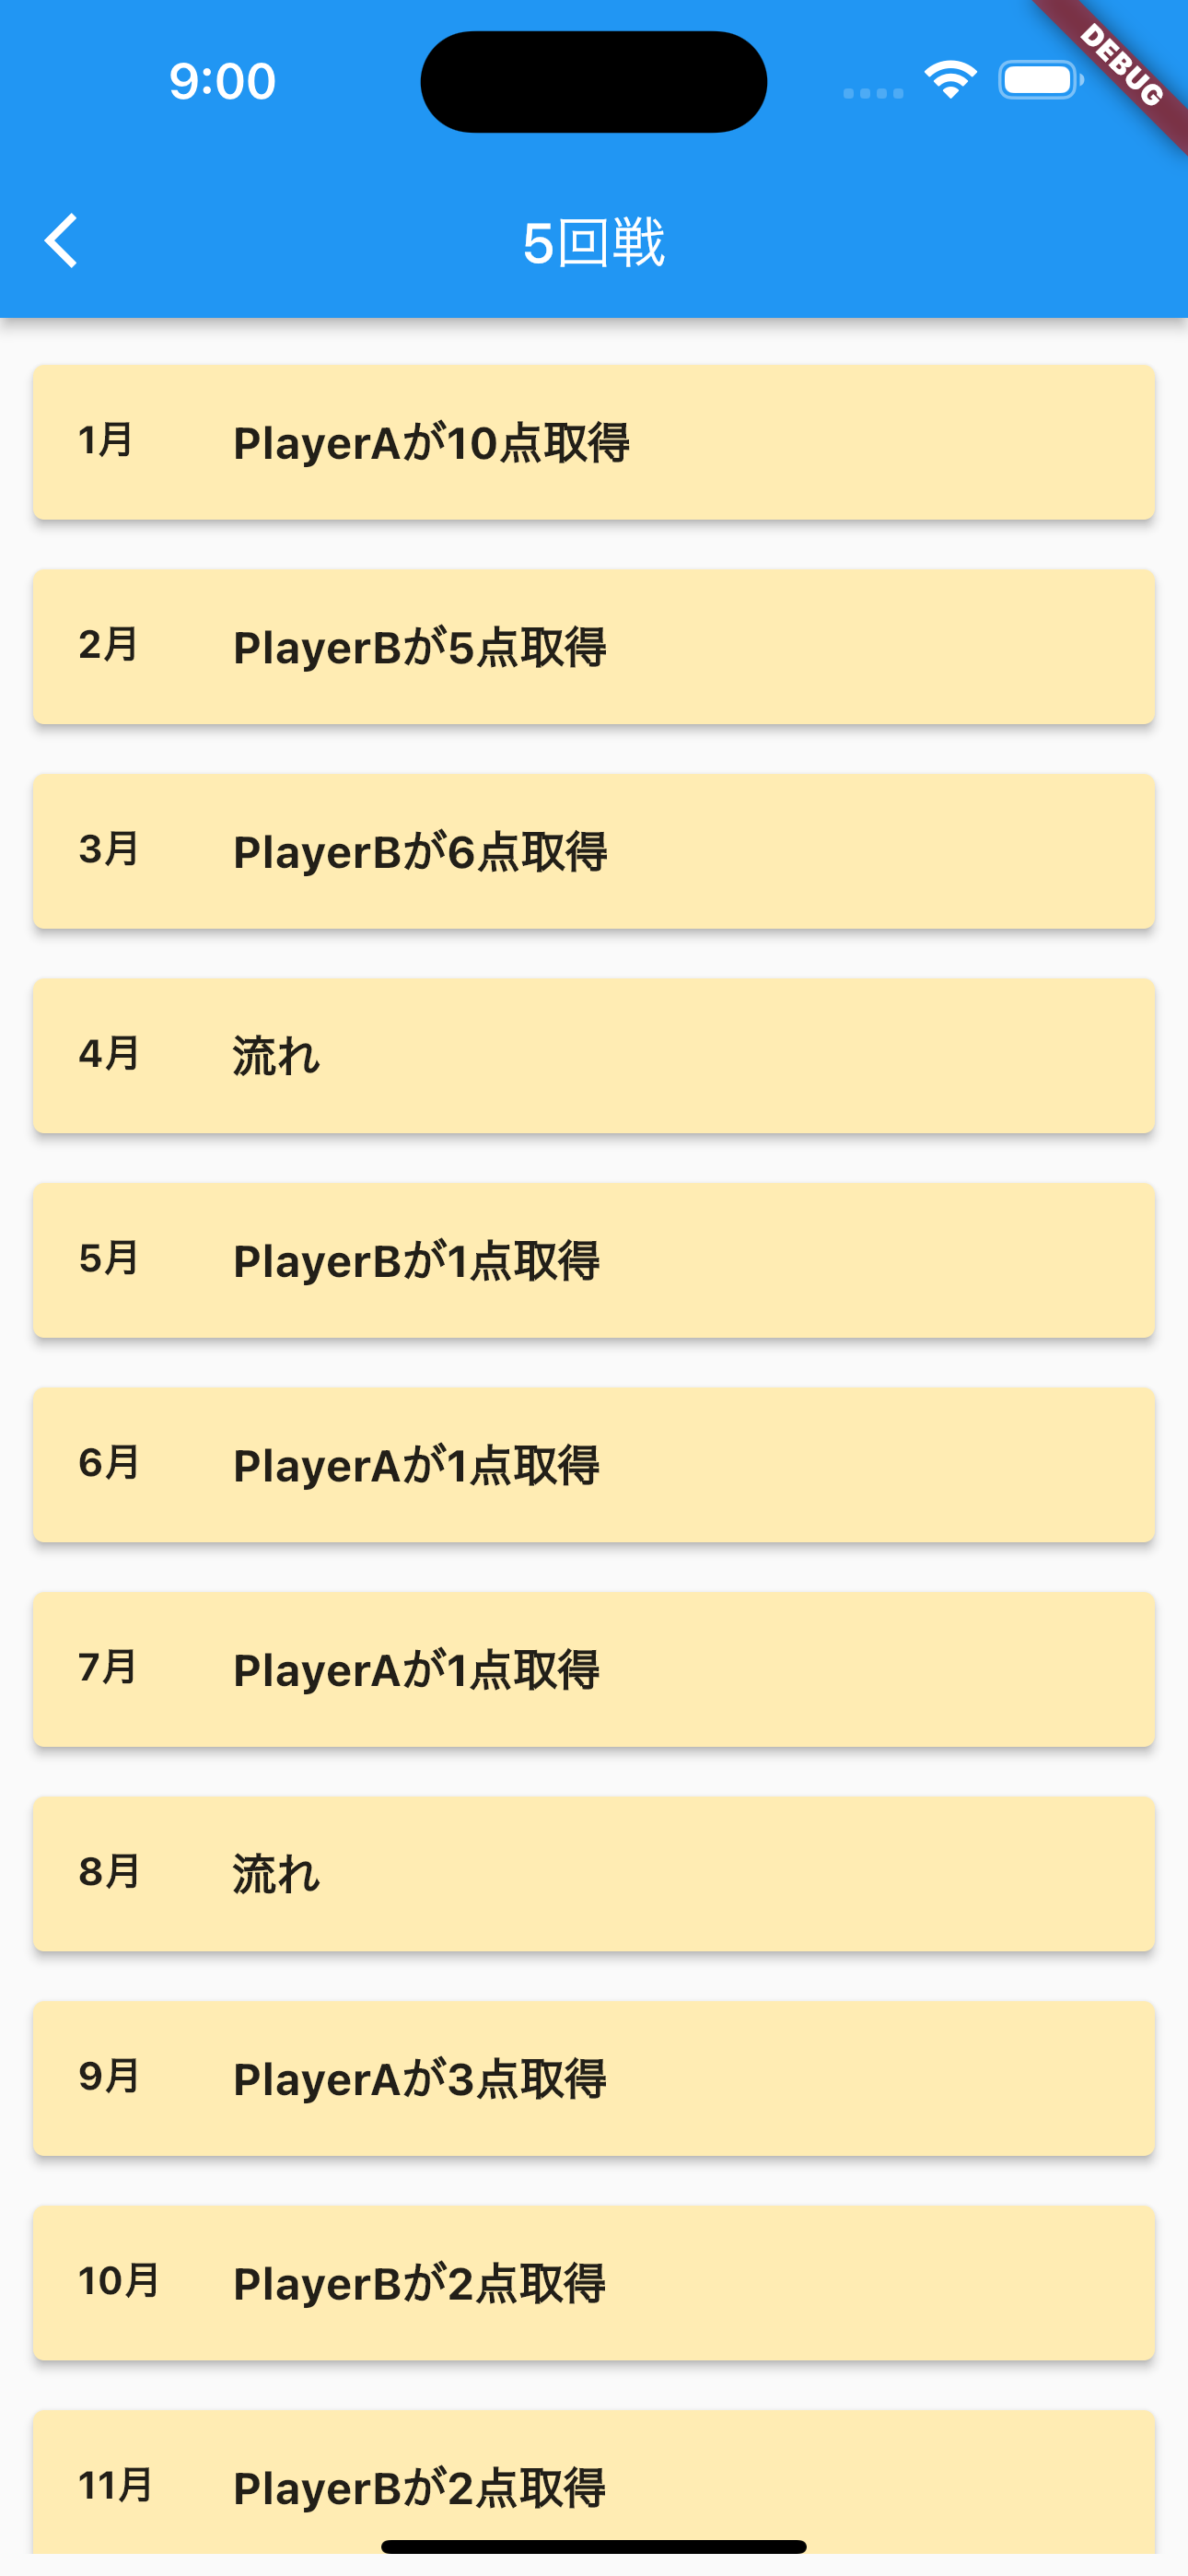 9:00
DEBUG
5回戦
1月 PlayerAが10点取得
2月 PlayerBが5点取得
3月 PlayerBが6点取得
4月 流れ
5月 PlayerBが1点取得
6月 PlayerAが1点取得
7月 PlayerAが1点取得
8月 流れ
9月 PlayerAが3点取得
10月 PlayerBが2点取得
11月 PlayerBが2点取得